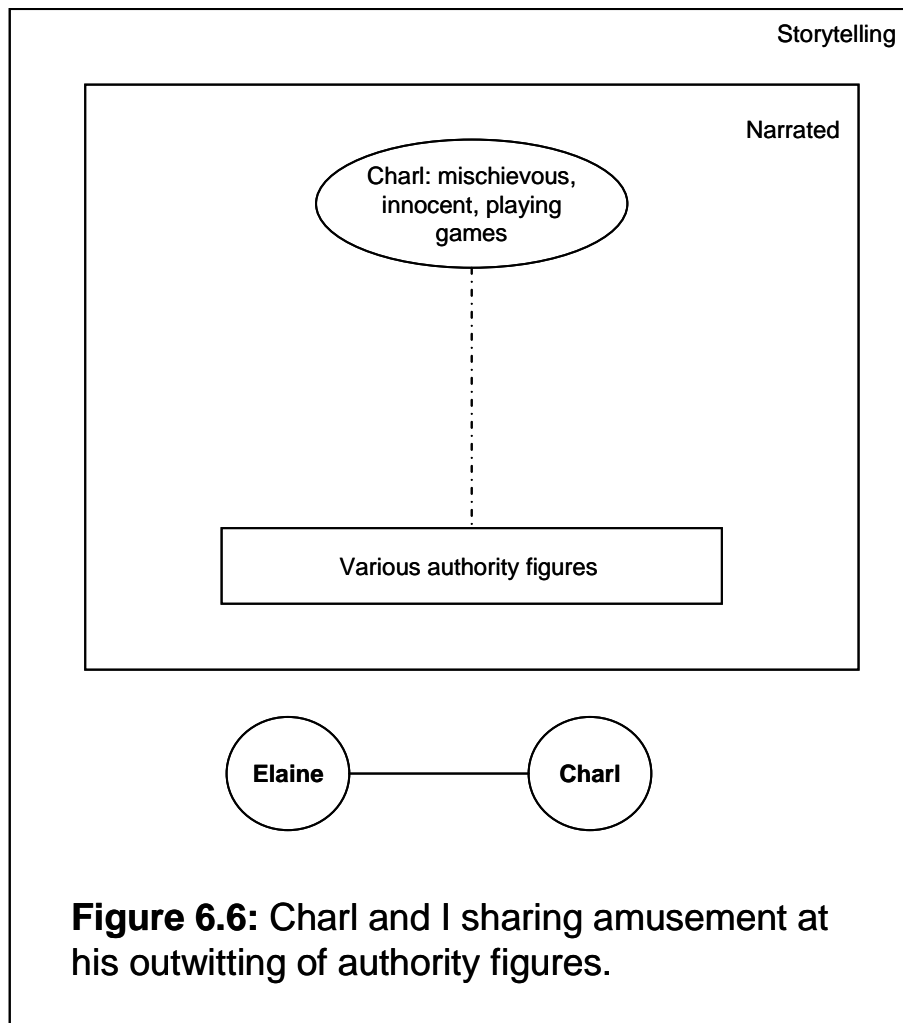 Storytelling
Narrated
Charl: mischievous,
innocent, playing
games
Various authority figures
Elaine
Charl
Figure 6.6: Charl and I sharing amusement at
his outwitting of authority figures.